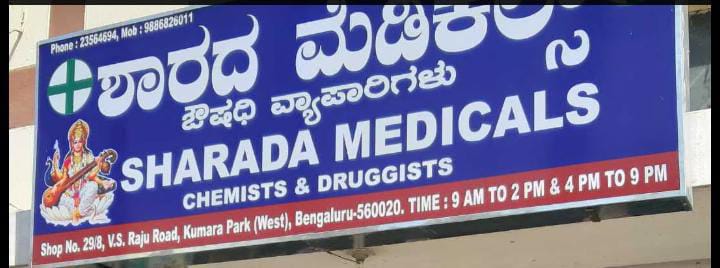 Phone : 23564694, Mob : 9886826011
ಶಾರದ ಮೆಡಿಕಲ್ಸ್
ಔಷಧಿ ವ್ಯಾಪಾರಿಗಳು
SHARADA MEDICALS
CHEMISTS & DRUGGISTS
Shop No. 29/8, V.S. Raju Road, Kumara Park (West), Bengaluru-560020. TIME : 9 AM TO 2 PM & 4 PM TO 9 PM